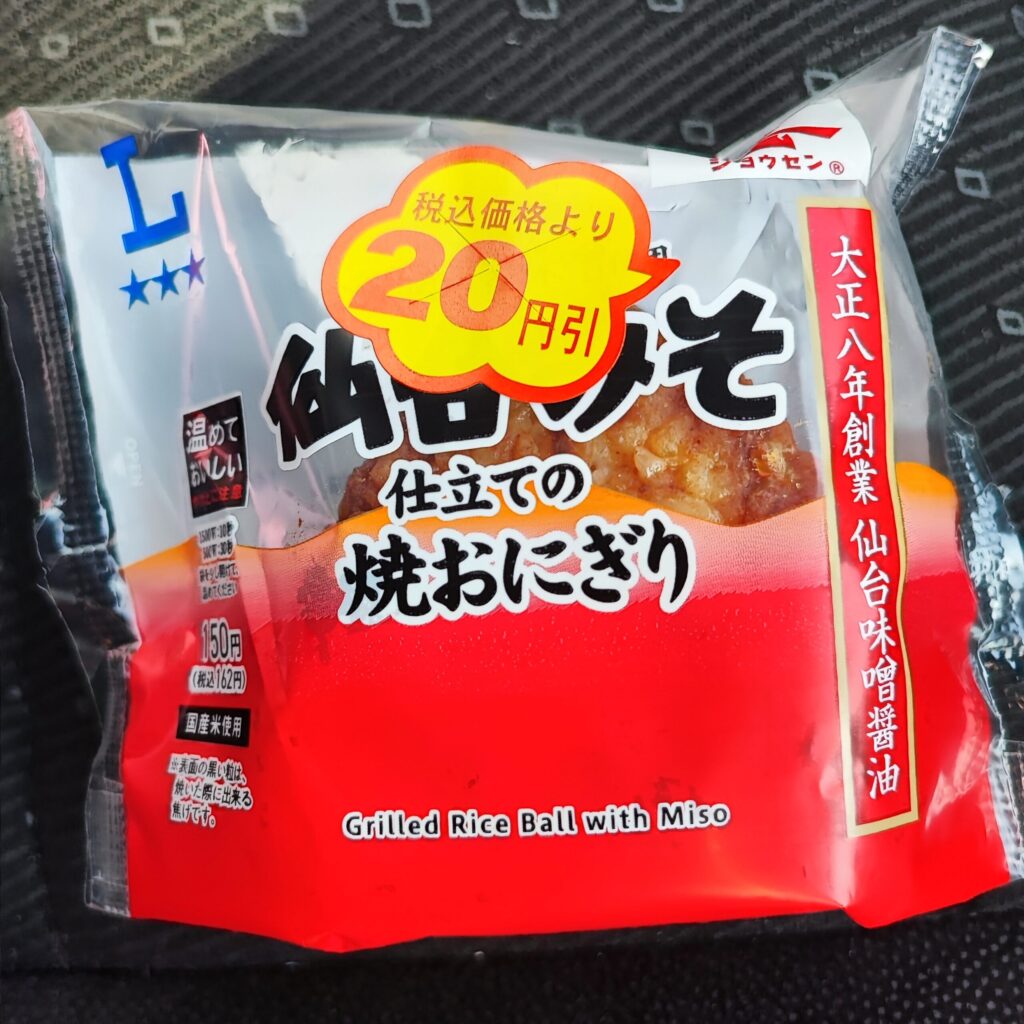 L
ジョウセン®
税込価格より
20円引
仙台みそ
仕立ての
焼おにぎり
大正八年創業 仙台味噌醤油
温めて
おいしい
OPEN
150円
(税込162円)
国産米使用
※表面の黒い粒は、
焼いた際に出来る
焦げです。
Grilled Rice Ball with Miso